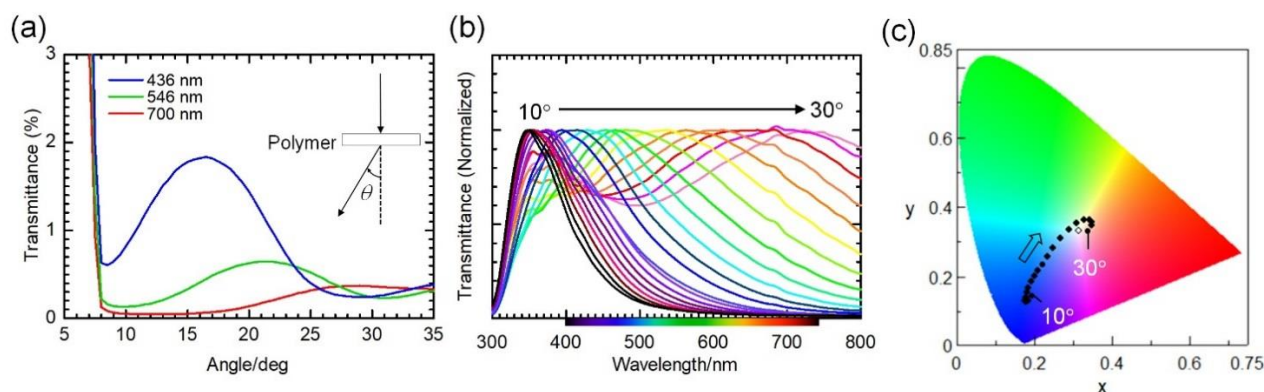 (a)
Transmittance (%)
3
2
1
0
436 nm
546 nm
700 nm
Polymer
θ
5 10 15 20 25 30 35
Angle/deg
(b)
Transmittance (Normalized)
10° 30°
300 400 500 600 700 800
Wavelength/nm
(c)
0.85
0.8
0.6
y
0.4
0.2
0
30°
10°
0 0.2 0.4 0.6 0.75
x